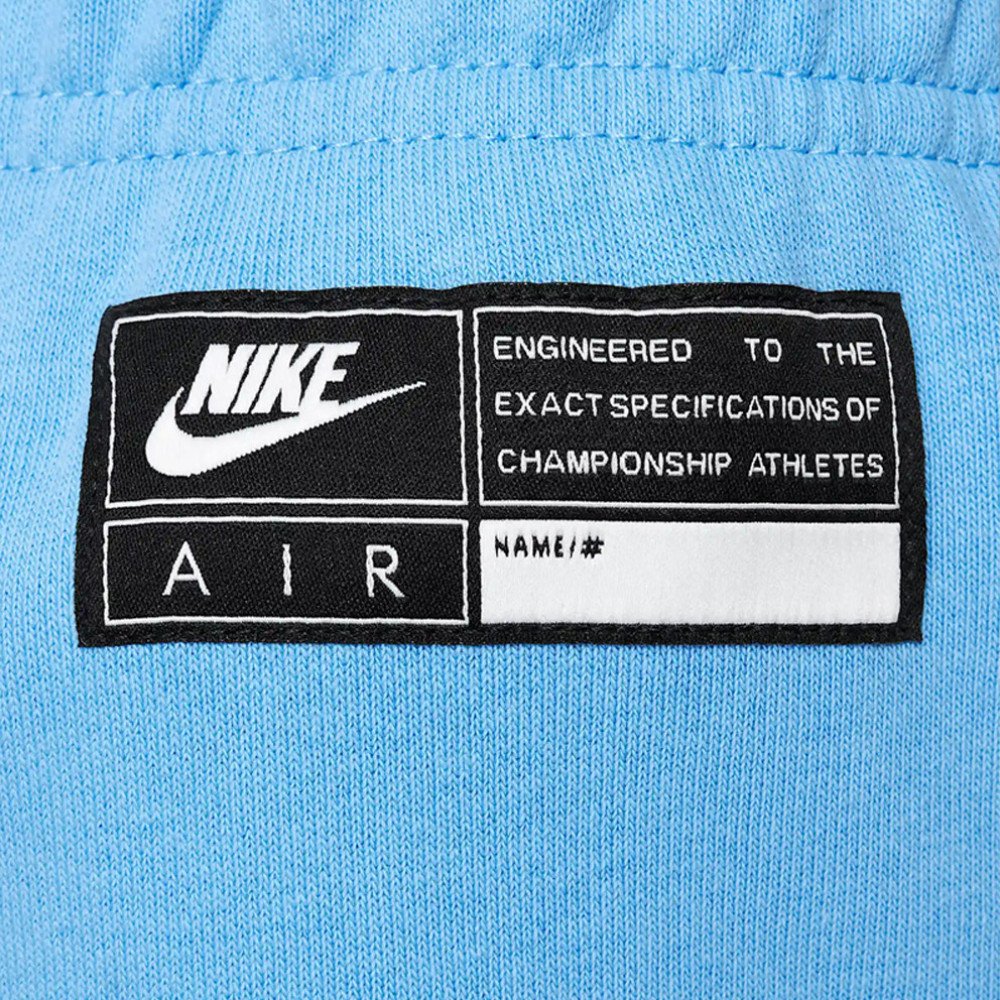 NIKE
AIR
ENGINEERED TO THE
EXACT SPECIFICATIONS OF
CHAMPIONSHIP ATHLETES
NAME/#